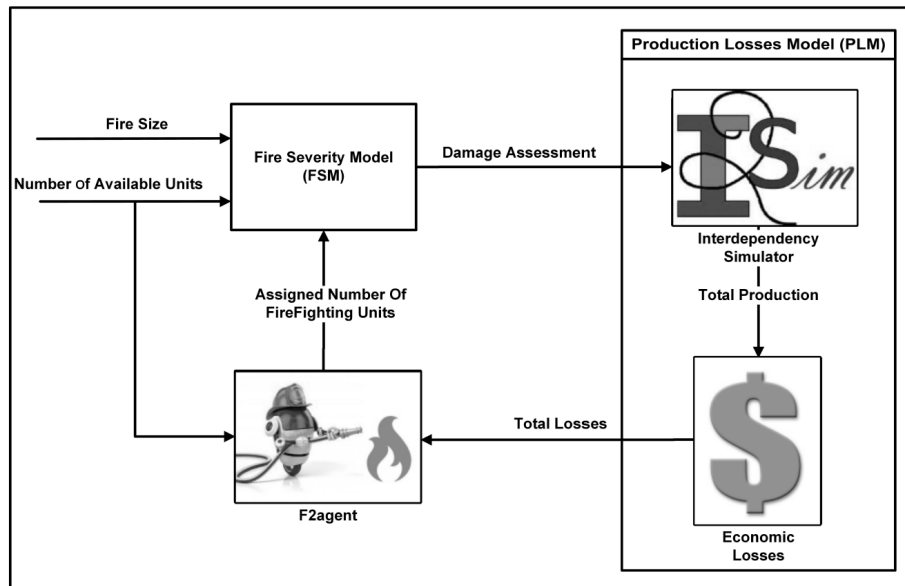 Production Losses Model (PLM)
Fire Size
Number of Available Units
Fire Severity Model
(FSM)
Damage Assessment
IRSim
Interdependency
Simulator
Assigned Number Of
FireFighting Units
Total Production
Total Losses
$
F2agent
Economic
Losses